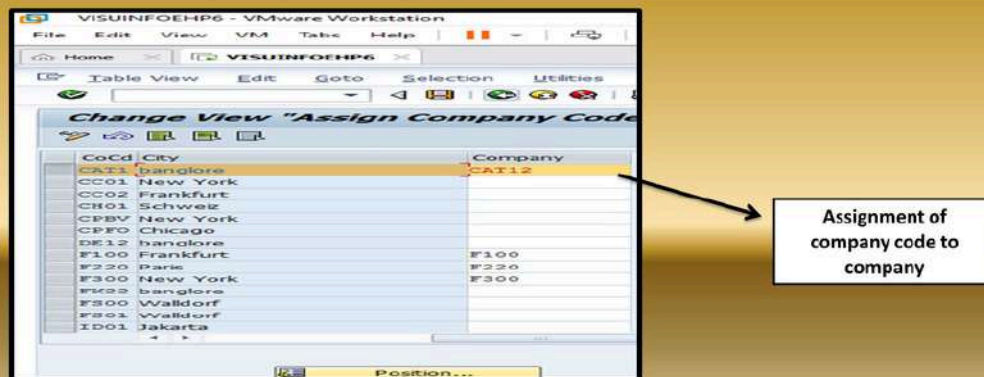 VISUINFOEHP6 - VMware Workstation
File Edit View VM Tabs Help
Home VISUINFOEHP6
Table View Edit Goto Selection Utilities
Change View "Assign Company Code
CoCd City Company
CAT1 banglore CAT12
CC01 New York
CC02 Frankfurt
CH01 Schweiz
CPBV New York
CPFO Chicago
DE12 banglore
F100 Frankfurt F100
F220 Paris F220
F300 New York F300
banglore
FS00 Walldorf
FS01 Walldorf
ID01 Jakarta
Position...
Assignment of
company code to
company